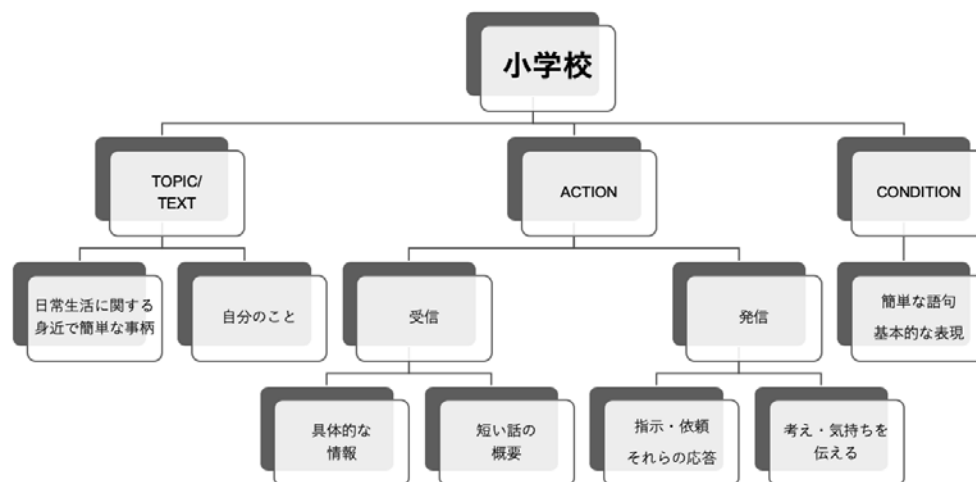 小学校
TOPIC/
TEXT
ACTION
CONDITION
日常生活に関する
身近で簡単な事柄
自分のこと
受信
発信
簡単な語句
基本的な表現
具体的な
情報
短い話の
概要
指示・依頼
それらの応答
考え・気持ちを
伝える